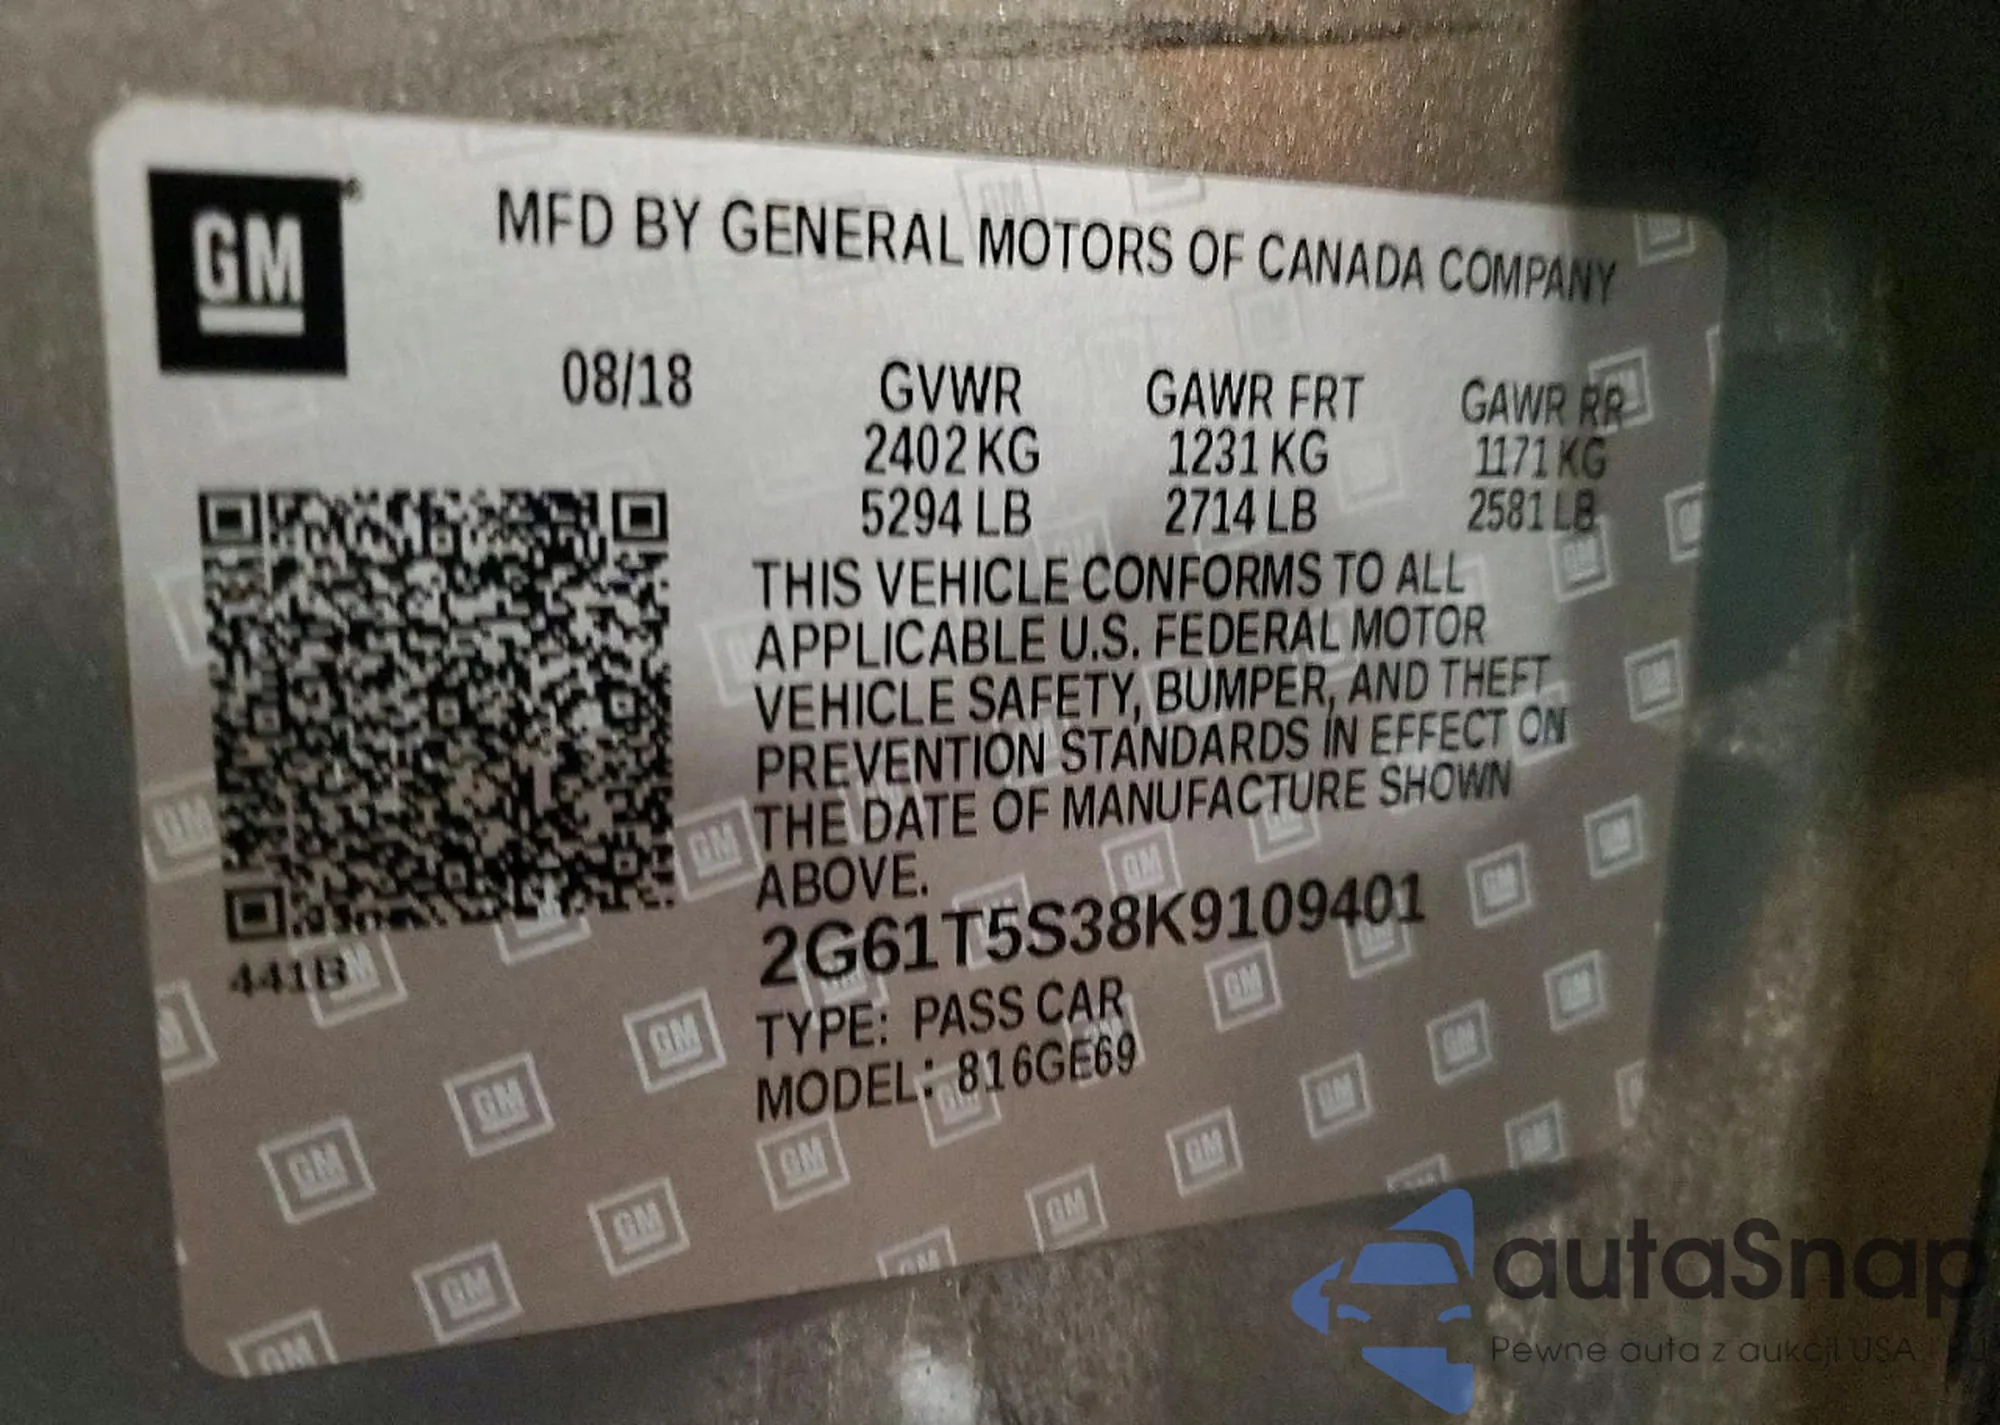 GM
MFD BY GENERAL MOTORS OF CANADA COMPANY
08/18
GVWR GAWR FRT GAWR RR
2402 KG 1231 KG 1171 KG
5294 LB 2714 LB 2581 LB
THIS VEHICLE CONFORMS TO ALL
APPLICABLE U.S. FEDERAL MOTOR
VEHICLE SAFETY, BUMPER, AND THEFT
PREVENTION STANDARDS IN EFFECT ON
THE DATE OF MANUFACTURE SHOWN
ABOVE.
2G61T5S38K9109401
441B
TYPE: PASS CAR
MODEL: 816GE69
autaSnap
Pewne auta z aukcji USA i EU